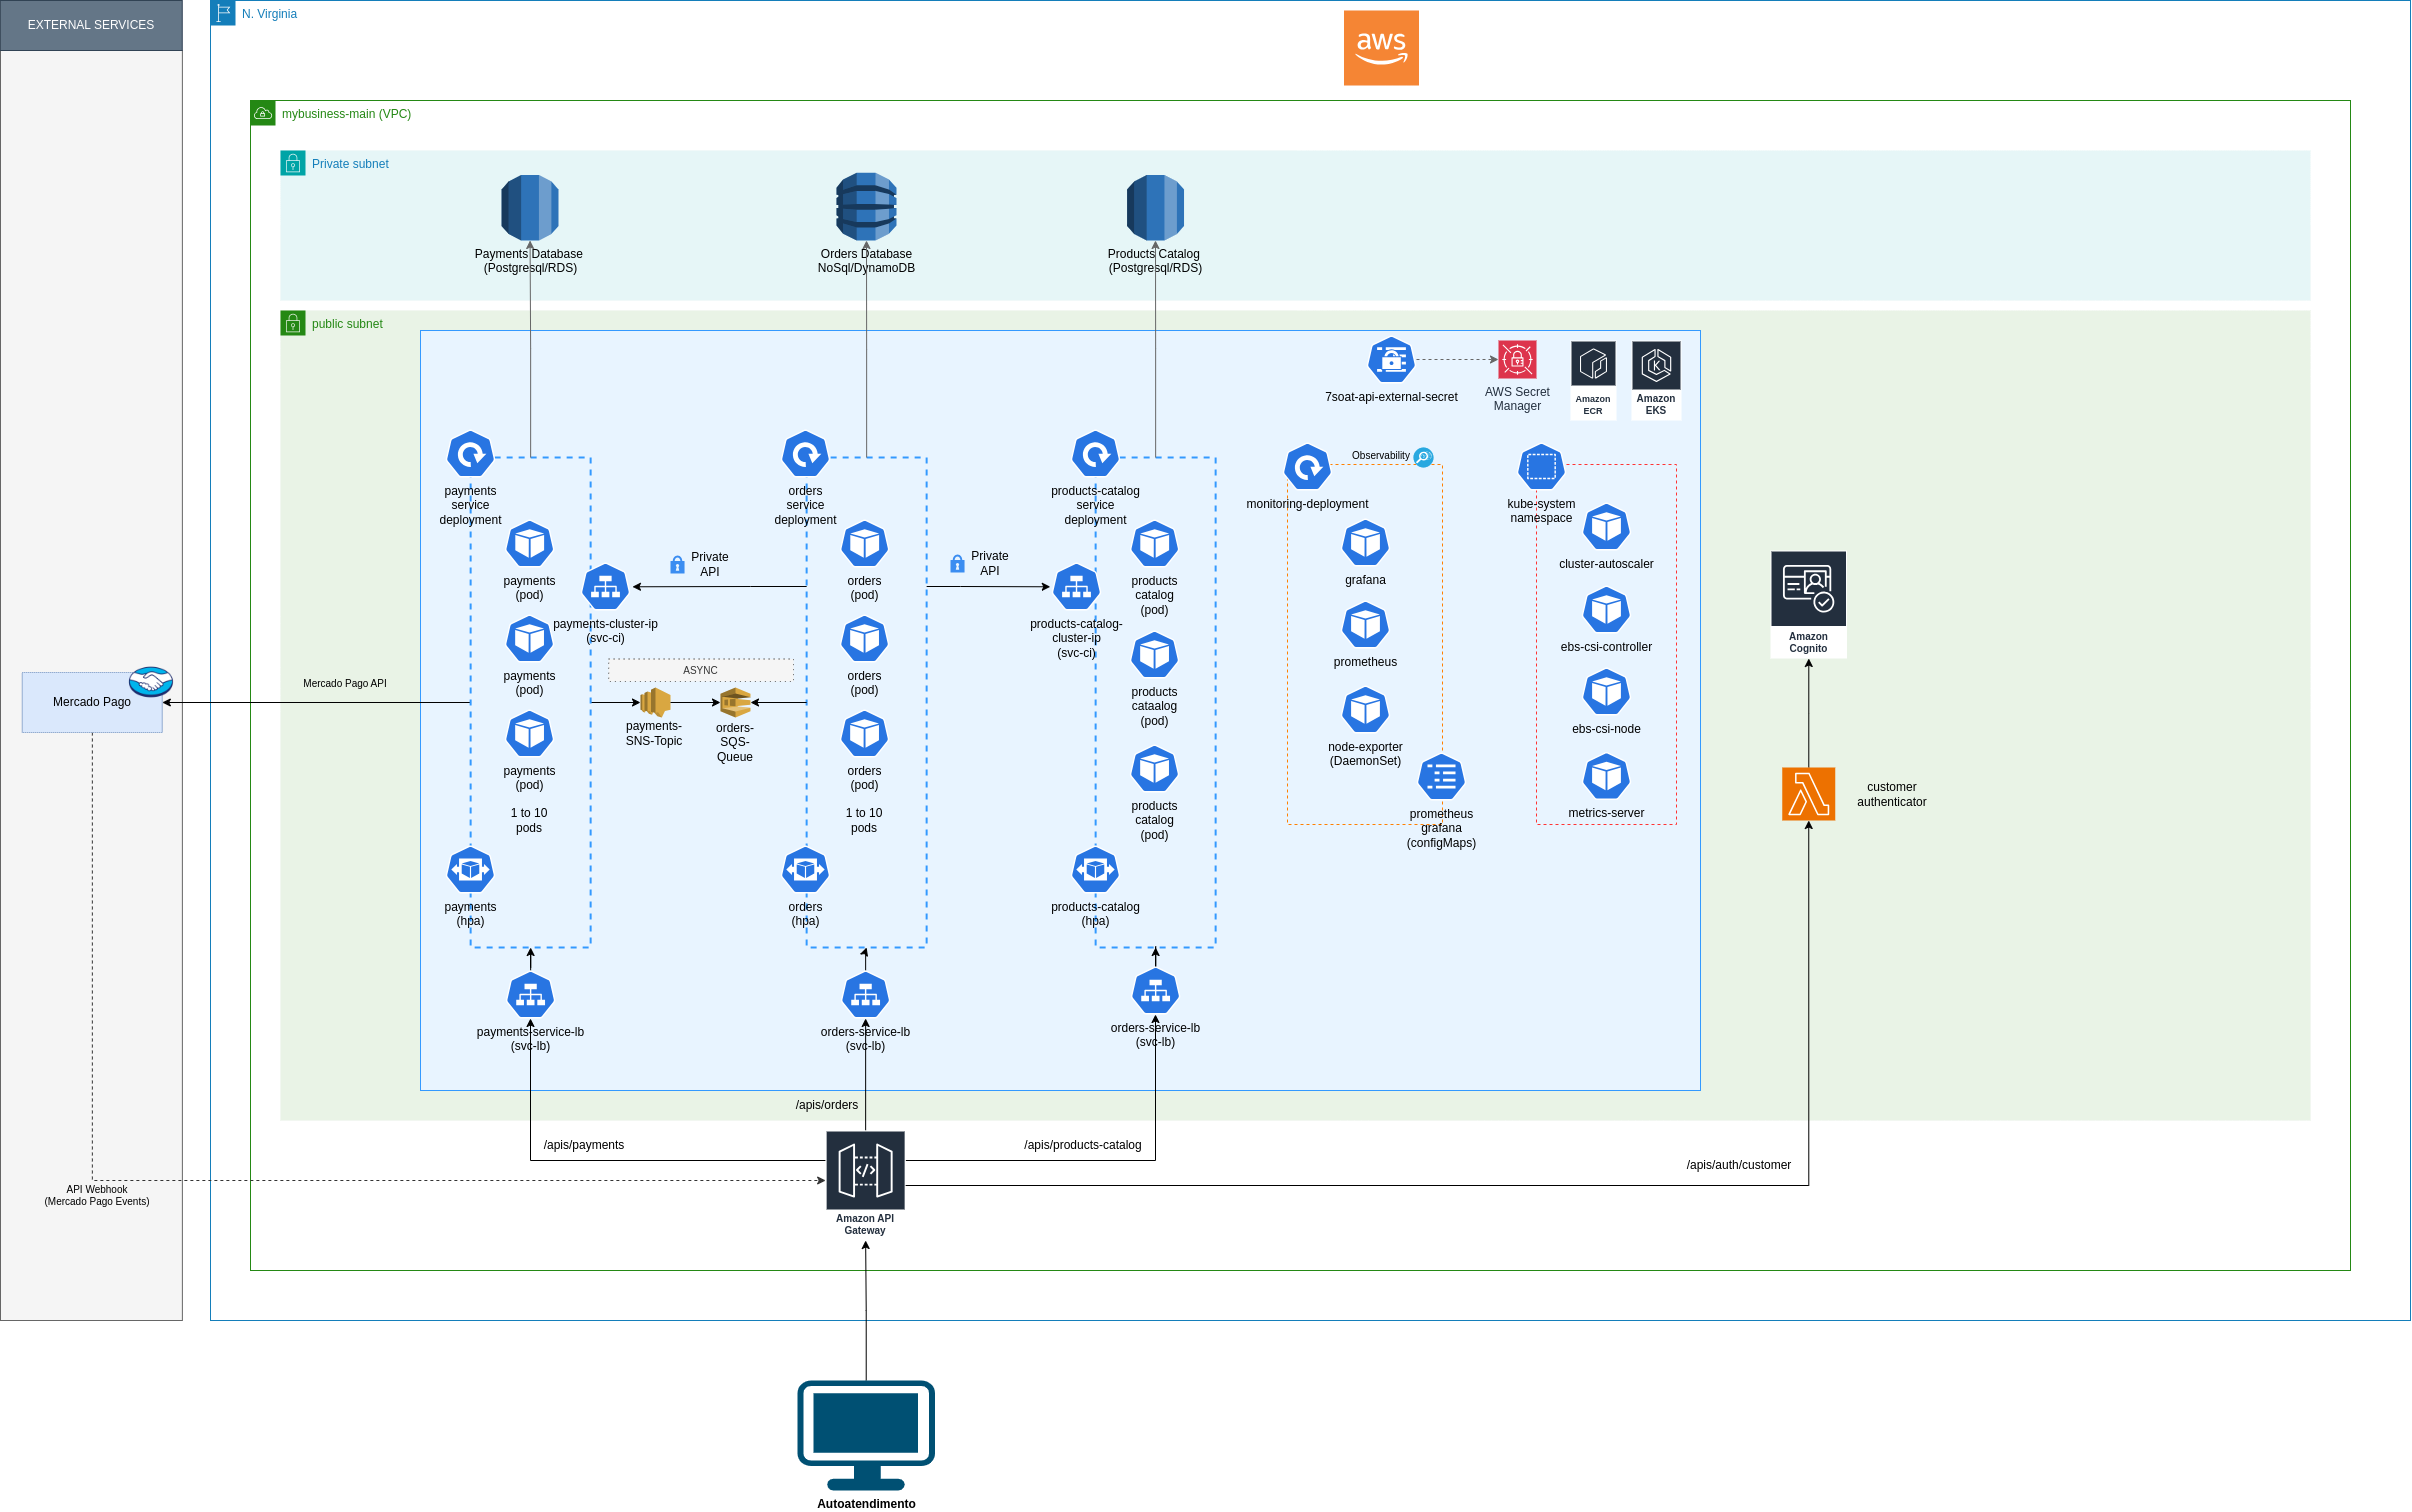 EXTERNAL SERVICES
N. Virginia
aws
mybusiness-main (VPC)
Private subnet
Payments Database
(Postgresql/RDS)
Orders Database
NoSql/DynamoDB
Products Catalog
(Postgresql/RDS)
public subnet
7soat-api-external-secret
AWS Secret
Manager
Amazon
ECR
Amazon
EKS
payments
service
deployment
payments
(pod)
payments
(pod)
payments
(pod)
1 to 10
pods
payments
(hpa)
payments-cluster-ip
(svc-ci)
Private
API
ASYNC
payments-
SNS-Topic
orders-
SQS-
Queue
orders
service
deployment
orders
(pod)
orders
(pod)
orders
(pod)
1 to 10
pods
orders
(hpa)
Private
API
products-catalog
service
deployment
products-catalog-
cluster-ip
(svc-ci)
products
catalog
(pod)
products
cataalog
(pod)
products
catalog
(pod)
products-catalog
(hpa)
Observability
monitoring-deployment
grafana
prometheus
node-exporter
(DaemonSet)
prometheus
grafana
(configMaps)
kube-system
namespace
cluster-autoscaler
ebs-csi-controller
ebs-csi-node
metrics-server
Amazon
Cognito
customer
authenticator
Mercado Pago
Mercado Pago API
payments-service-lb
(svc-lb)
orders-service-lb
(svc-lb)
orders-service-lb
(svc-lb)
/apis/orders
/apis/payments
/apis/products-catalog
/apis/auth/customer
API Webhook
(Mercado Pago Events)
Amazon API
Gateway
Autoatendimento